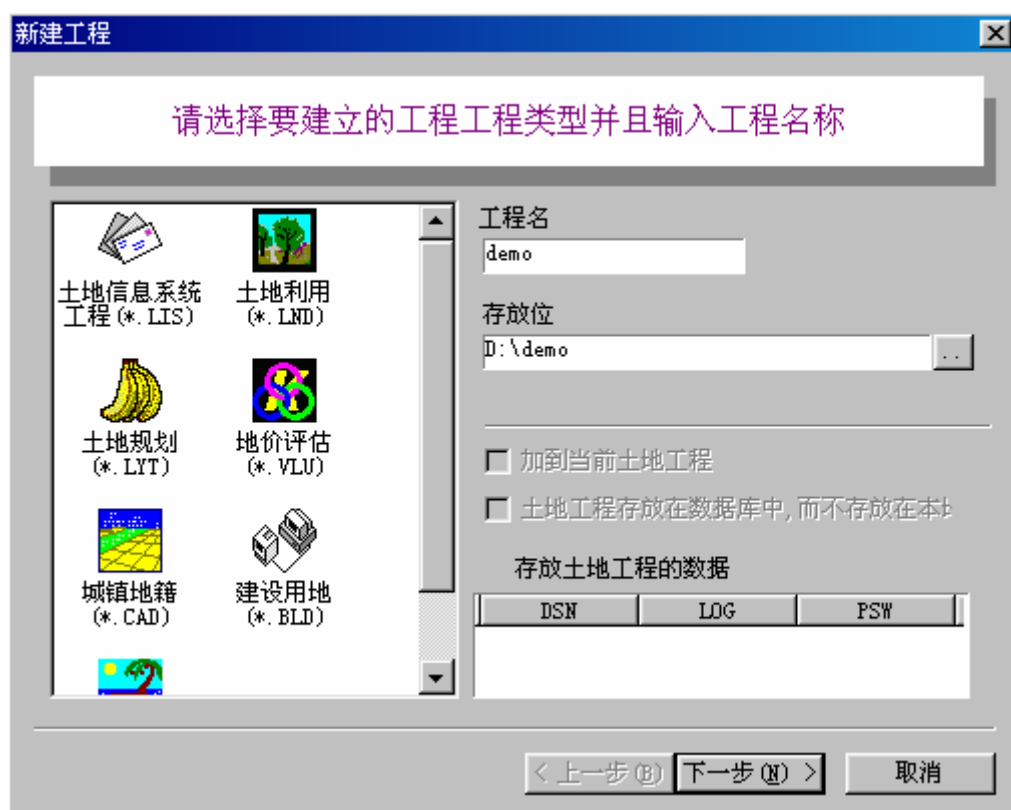 新建工程
请选择要建立的工程工程类型并且输入工程名称
土地信息系统
工程(*.LIS)
土地利用
(*.LND)
土地规划
(*.LYT)
地价评估
(*.VLU)
城镇地籍
(*.CAD)
建设用地
(*.BLD)
工程名
demo
存放位
D:\demo
..
加到当前土地工程
土地工程存放在数据库中,而不存放在本地
存放土地工程的数据
DSN LOG PSW
< 上一步(B) 下一步(N) > 取消